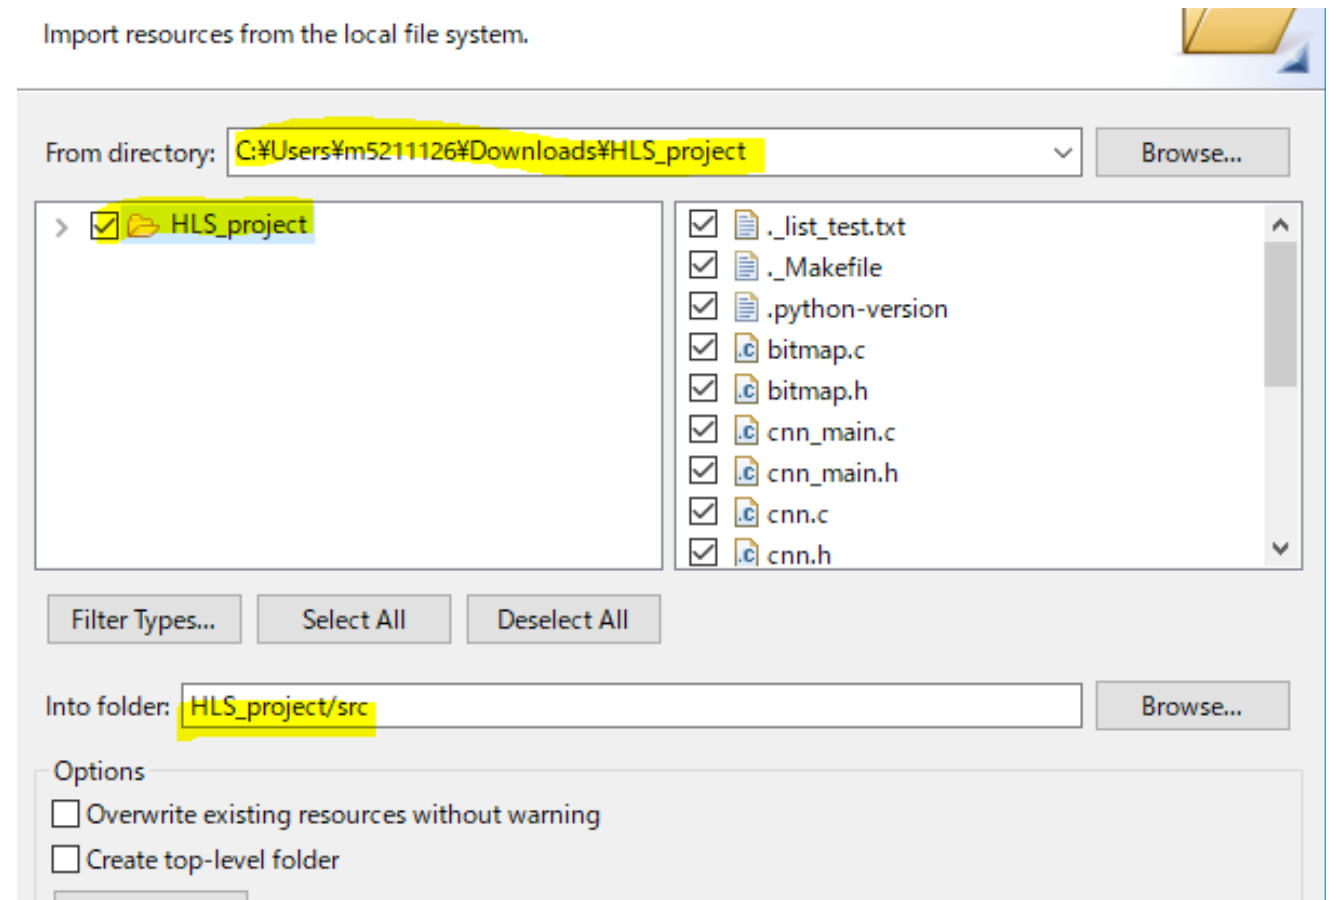 Import resources from the local file system.
From directory: C:¥Users¥m5211126¥Downloads¥HLS_project Browse...
HLS_project
._list_test.txt
._Makefile
.python-version
bitmap.c
bitmap.h
cnn_main.c
cnn_main.h
cnn.c
cnn.h
Filter Types... Select All Deselect All
Into folder: HLS_project/src Browse...
Options
Overwrite existing resources without warning
Create top-level folder